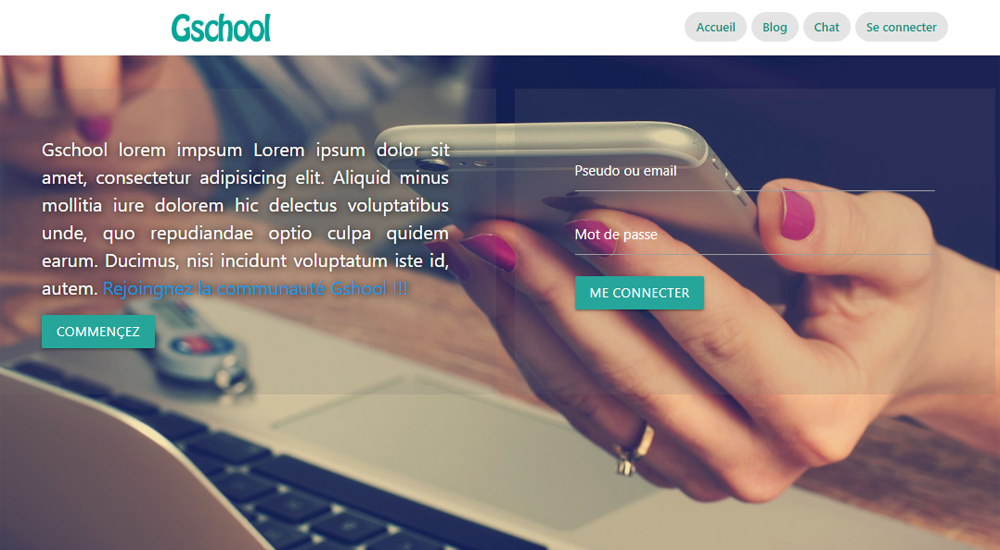 Gschool
Accueil
Blog
Chat
Se connecter
Gschool lorem impsum Lorem ipsum dolor sit
amet, consectetur adipisicing elit. Aliquid minus
mollitia iure dolorem hic delectus voluptatibus
unde, quo repudiandae optio culpa quidem
earum. Ducimus, nisi incidunt voluptatum iste id,
autem. Rejoingnez la communauté Gshool !!!
COMMENÇEZ
Pseudo ou email
Mot de passe
ME CONNECTER